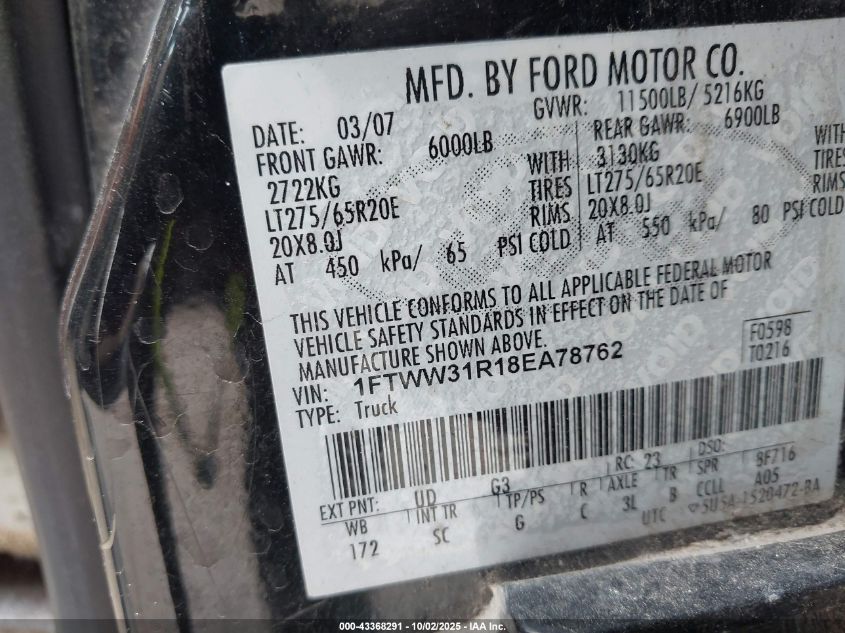 MFD. BY FORD MOTOR CO.
DATE: 03/07 GVWR: 11500LB/ 5216KG
FRONT GAWR: 6000LB REAR GAWR: 6900LB
2722KG WITH 3130KG WITH
LT275/65R20E TIRES LT275/65R20E TIRES
20X8.0J RIMS 20X8.0J RIMS
AT 450 kPa/ 65 PSI COLD AT 550 kPa/ 80 PSI COLD
THIS VEHICLE CONFORMS TO ALL APPLICABLE FEDERAL MOTOR
VEHICLE SAFETY STANDARDS IN EFFECT ON THE DATE OF
MANUFACTURE SHOWN ABOVE.
VIN: 1FTWW31R18EA78762 F0598
TYPE: Truck T0216
EXT PNT: UD G3 RC: 23 DSO:
WB INT TR TP/PS R AXLE TR SPR 8F716
172 SC G C 3L B CCLL A05
UTC 5U5A-1520472-BA
VOID VOID VOID
000-43368291 - 10/02/2025 - IAA Inc.